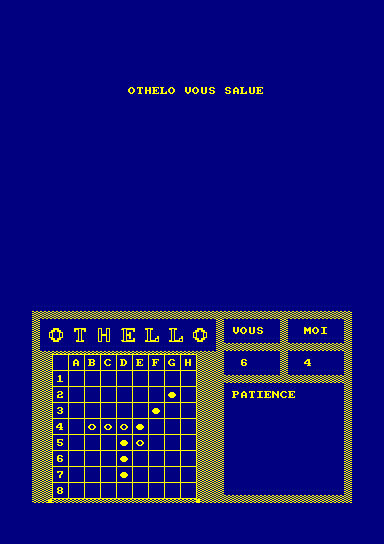 OTHELO VOUS SALUE
OTHELLO
VOUS
MOI
6
4
A B C D E F G H
1
2
3
4
5
6
7
8
PATIENCE